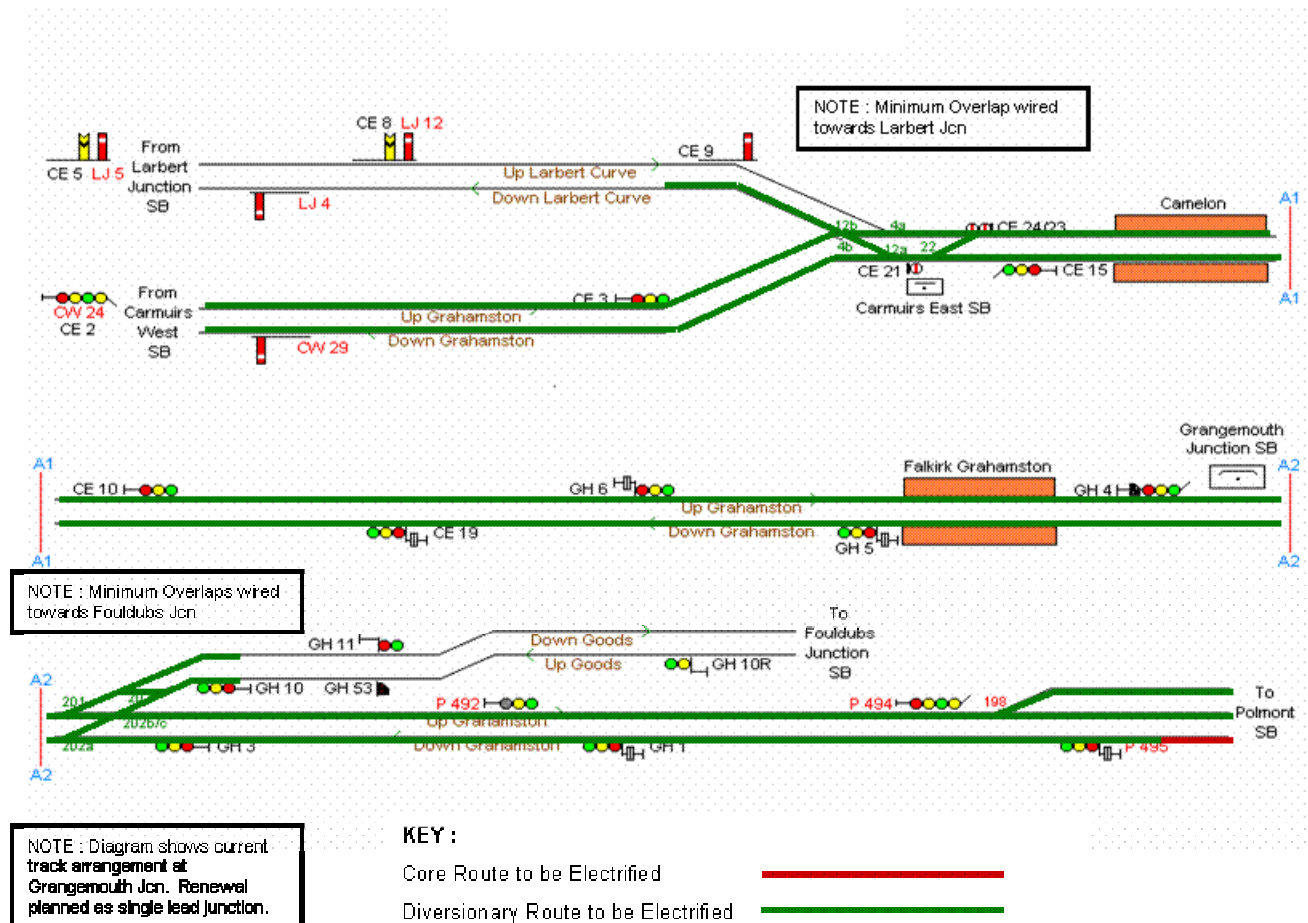 NOTE : Minimum Overlap wired
towards Larbert Jcn
CE 8 LJ 12
CE 5 LJ 5
From
Larbert
Junction
SB
CE 9
Up Larbert Curve
Down Larbert Curve
LJ 4
Camelon
A1
A1
12b
4a
4b
12a
22
CE 24/23
CE 21
CE 15
Carmuirs East SB
CW 24
CE 2
From
Carmuirs
West
SB
CE 3
Up Grahamston
Down Grahamston
CW 29
Grangemouth
Junction SB
A1
A2
CE 10
GH 6
Falkirk Grahamston
GH 4
Up Grahamston
Down Grahamston
CE 19
GH 5
A1
A2
NOTE : Minimum Overlaps wired
towards Fouldubs Jcn
GH 11
Down Goods
Up Goods
To
Fouldubs
Junction
SB
GH 10R
GH 10
GH 53
A2
201
202b/c
202a
P 492
P 494
198
Up Grahamston
Down Grahamston
GH 3
GH 1
P 495
To
Polmont
SB
A2
NOTE : Diagram shows current
track arrangement at
Grangemouth Jcn. Renewal
planned as single lead junction.
KEY :
Core Route to be Electrified
Diversionary Route to be Electrified